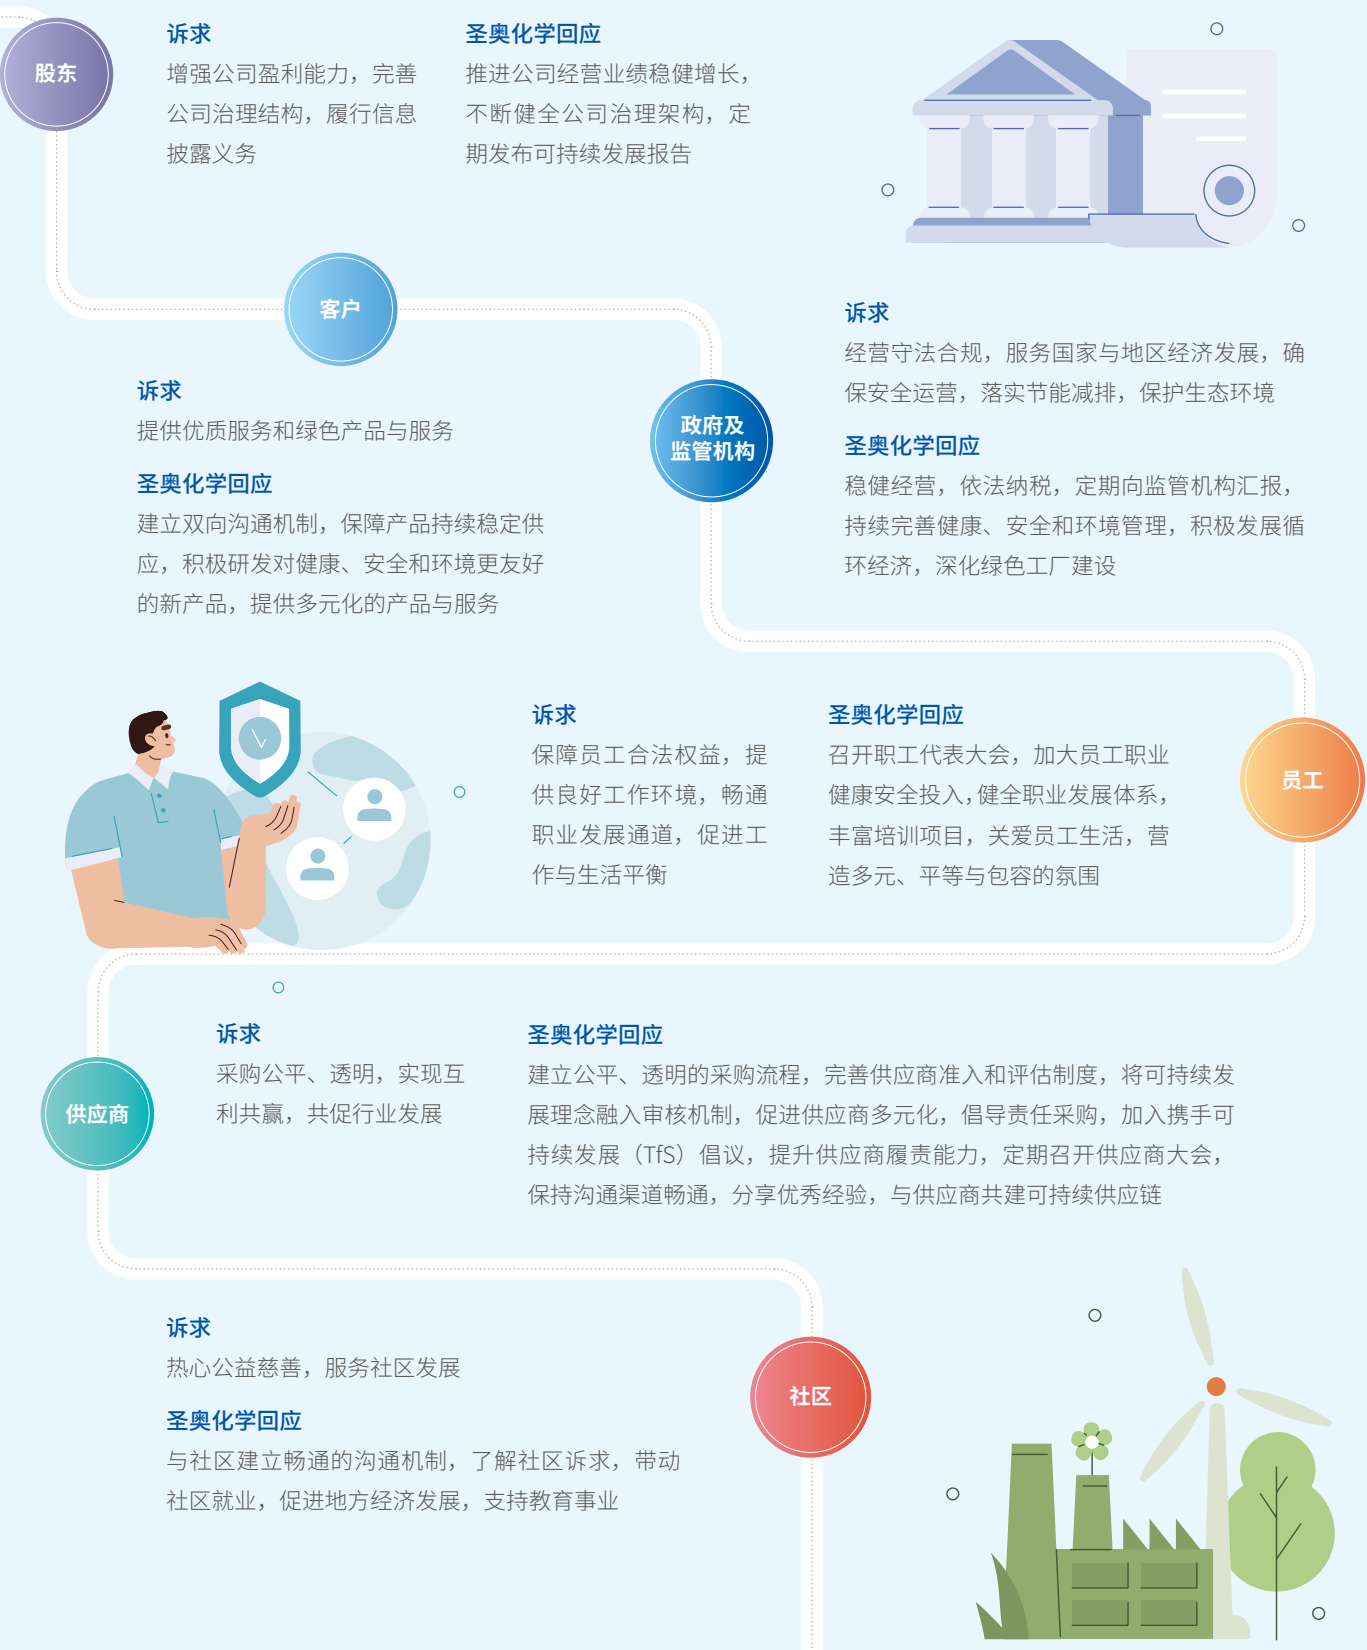 股东
诉求
增强公司盈利能力，完善
公司治理结构，履行信息
披露义务
圣奥化学回应
推进公司经营业绩稳健增长，
不断健全公司治理架构，定
期发布可持续发展报告
客户
诉求
提供优质服务和绿色产品与服务
圣奥化学回应
建立双向沟通机制，保障产品持续稳定供
应，积极研发对健康、安全和环境更友好
的新产品，提供多元化的产品与服务
政府及
监管机构
诉求
经营守法合规，服务国家与地区经济发展，确
保安全运营，落实节能减排，保护生态环境
圣奥化学回应
稳健经营，依法纳税，定期向监管机构汇报，
持续完善健康、安全和环境管理，积极发展循
环经济，深化绿色工厂建设
员工
诉求
保障员工合法权益，提
供良好工作环境，畅通
职业发展通道，促进工
作与生活平衡
圣奥化学回应
召开职工代表大会，加大员工职业
健康安全投入，健全职业发展体系，
丰富培训项目，关爱员工生活，营
造多元、平等与包容的氛围
供应商
诉求
采购公平、透明，实现互
利共赢，共促行业发展
圣奥化学回应
建立公平、透明的采购流程，完善供应商准入和评估制度，将可持续发
展理念融入审核机制，促进供应商多元化，倡导责任采购，加入携手可
持续发展（TfS）倡议，提升供应商履责能力，定期召开供应商大会，
保持沟通渠道畅通，分享优秀经验，与供应商共建可持续供应链
社区
诉求
热心公益慈善，服务社区发展
圣奥化学回应
与社区建立畅通的沟通机制，了解社区诉求，带动
社区就业，促进地方经济发展，支持教育事业